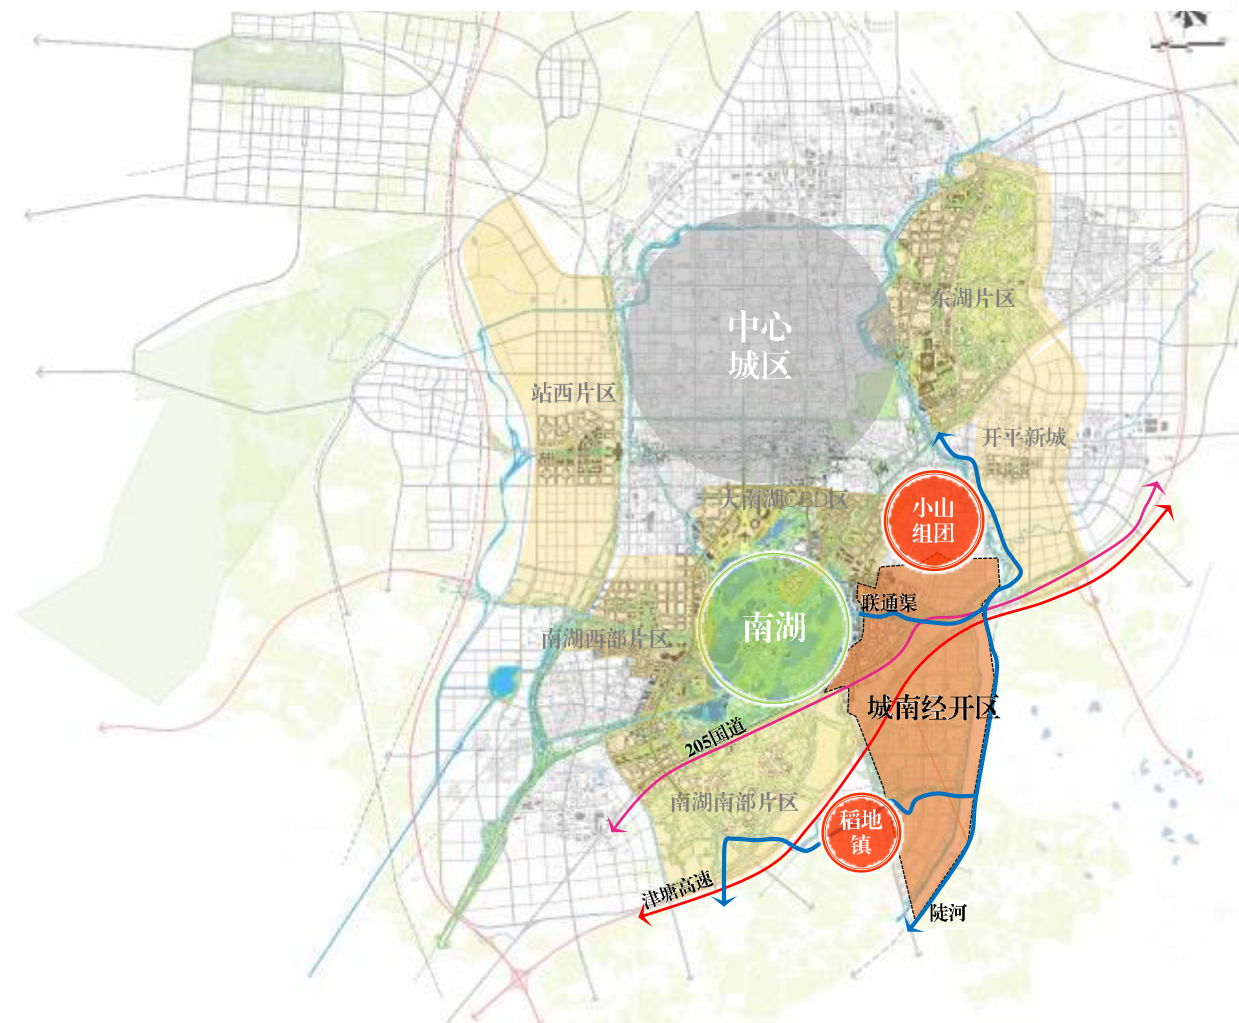 东湖片区
中心
城区
站西片区
开平新城
大南湖CBD区
小山
组团
联通渠
南湖
南湖西部片区
城南经开区
205国道
南湖南部片区
稻地
镇
津塘高速
陡河